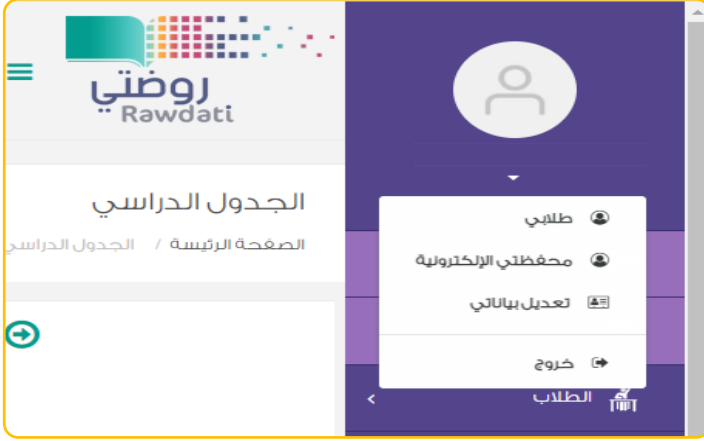 روضتي
Rawdati
الجدول الدراسي
الصفحة الرئيسة / الجدول الدراسي
طلابي
محفظتي الإلكترونية
تعديل بياناتي
خروج
الطلاب